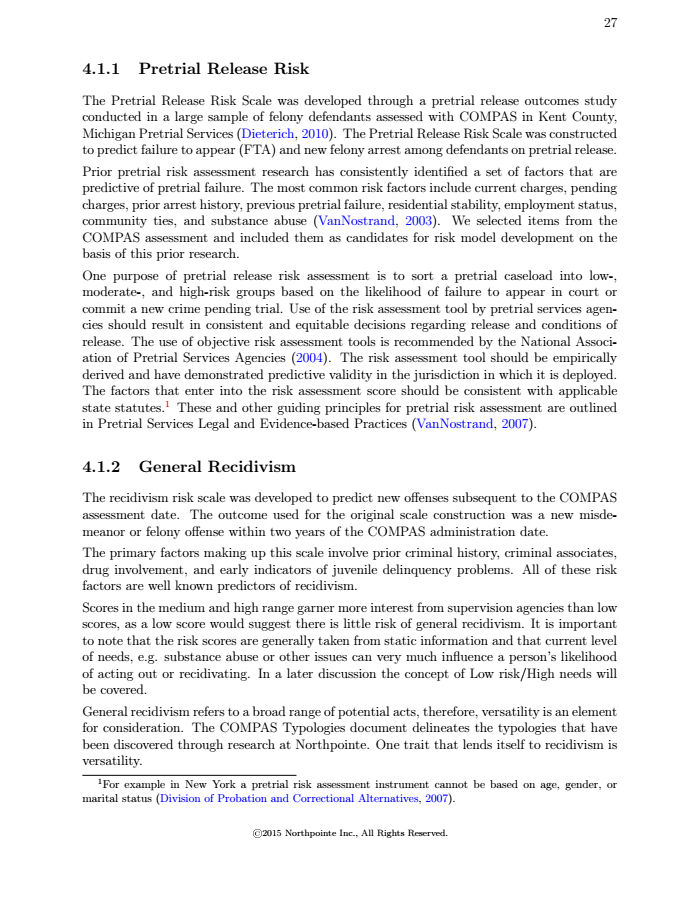 27
4.1.1 Pretrial Release Risk
The Pretrial Release Risk Scale was developed through a pretrial release outcomes study
conducted in a large sample of felony defendants assessed with COMPAS in Kent County,
Michigan Pretrial Services (Dieterich, 2010). The Pretrial Release Risk Scale was constructed
to predict failure to appear (FTA) and new felony arrest among defendants on pretrial release.
Prior pretrial risk assessment research has consistently identified a set of factors that are
predictive of pretrial failure. The most common risk factors include current charges, pending
charges, prior arrest history, previous pretrial failure, residential stability, employment status,
community ties, and substance abuse (VanNostrand, 2003). We selected items from the
COMPAS assessment and included them as candidates for risk model development on the
basis of this prior research.
One purpose of pretrial release risk assessment is to sort a pretrial caseload into low-,
moderate-, and high-risk groups based on the likelihood of failure to appear in court or
commit a new crime pending trial. Use of the risk assessment tool by pretrial services agen-
cies should result in consistent and equitable decisions regarding release and conditions of
release. The use of objective risk assessment tools is recommended by the National Associ-
ation of Pretrial Services Agencies (2004). The risk assessment tool should be empirically
derived and have demonstrated predictive validity in the jurisdiction in which it is deployed.
The factors that enter into the risk assessment score should be consistent with applicable
state statutes.1 These and other guiding principles for pretrial risk assessment are outlined
in Pretrial Services Legal and Evidence-based Practices (VanNostrand, 2007).
4.1.2 General Recidivism
The recidivism risk scale was developed to predict new offenses subsequent to the COMPAS
assessment date. The outcome used for the original scale construction was a new misde-
meanor or felony offense within two years of the COMPAS administration date.
The primary factors making up this scale involve prior criminal history, criminal associates,
drug involvement, and early indicators of juvenile delinquency problems. All of these risk
factors are well known predictors of recidivism.
Scores in the medium and high range garner more interest from supervision agencies than low
scores, as a low score would suggest there is little risk of general recidivism. It is important
to note that the risk scores are generally taken from static information and that current level
of needs, e.g. substance abuse or other issues can very much influence a person's likelihood
of acting out or recidivating. In a later discussion the concept of Low risk/High needs will
be covered.
General recidivism refers to a broad range of potential acts, therefore, versatility is an element
for consideration. The COMPAS Typologies document delineates the typologies that have
been discovered through research at Northpointe. One trait that lends itself to recidivism is
versatility.
1For example in New York a pretrial risk assessment instrument cannot be based on age, gender, or
marital status (Division of Probation and Correctional Alternatives, 2007).
©2015 Northpointe Inc., All Rights Reserved.